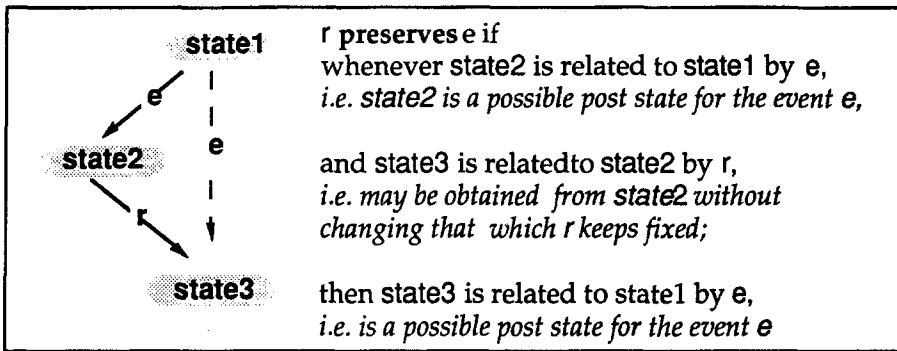 state1
e
e
state2
r
state3
r preserves e if
whenever state2 is related to state1 by e,
i.e. state2 is a possible post state for the event e,
and state3 is relatedto state2 by r,
i.e. may be obtained from state2 without
changing that which r keeps fixed;
then state3 is related to state1 by e,
i.e. is a possible post state for the event e